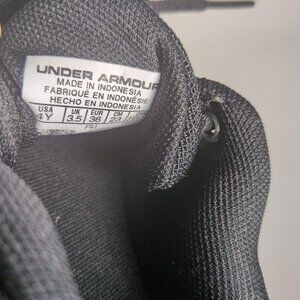 UNDER ARMOUR
MADE IN INDONESIA
FABRIQUÉ EN INDONÉSIE
HECHO EN INDONESIA
USA UK EUR CM
4Y 3.5 36 23